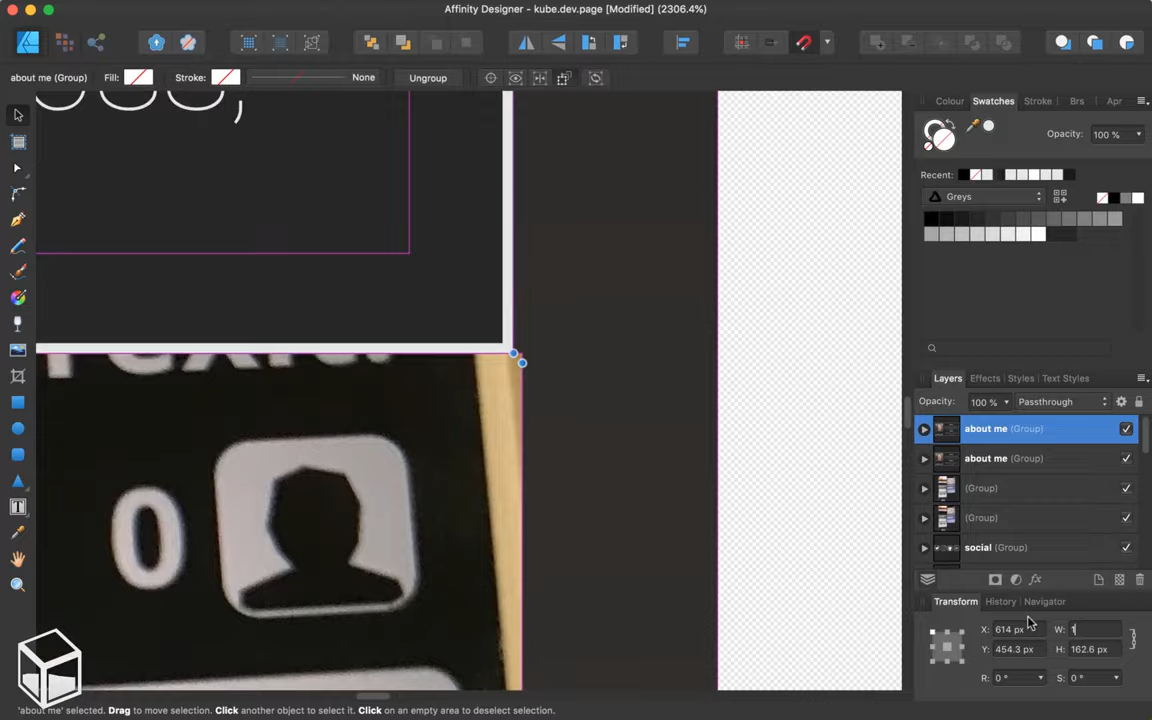 Affinity Designer - kube.dev.page [Modified] (2306.4%)
about me (Group) Fill: Stroke: None Ungroup
Colour Swatches Stroke Brs Apr
Opacity: 100 %
Recent:
Greys
Layers Effects Styles Text Styles
Opacity: 100 % Passthrough
about me (Group)
about me (Group)
(Group)
(Group)
social (Group)
fx
Transform History Navigator
X: 614 px W: 1
Y: 454.3 px H: 162.6 px
R: 0 ° S: 0 °
0
'about me' selected. Drag to move selection. Click another object to select it. Click on an empty area to deselect selection.